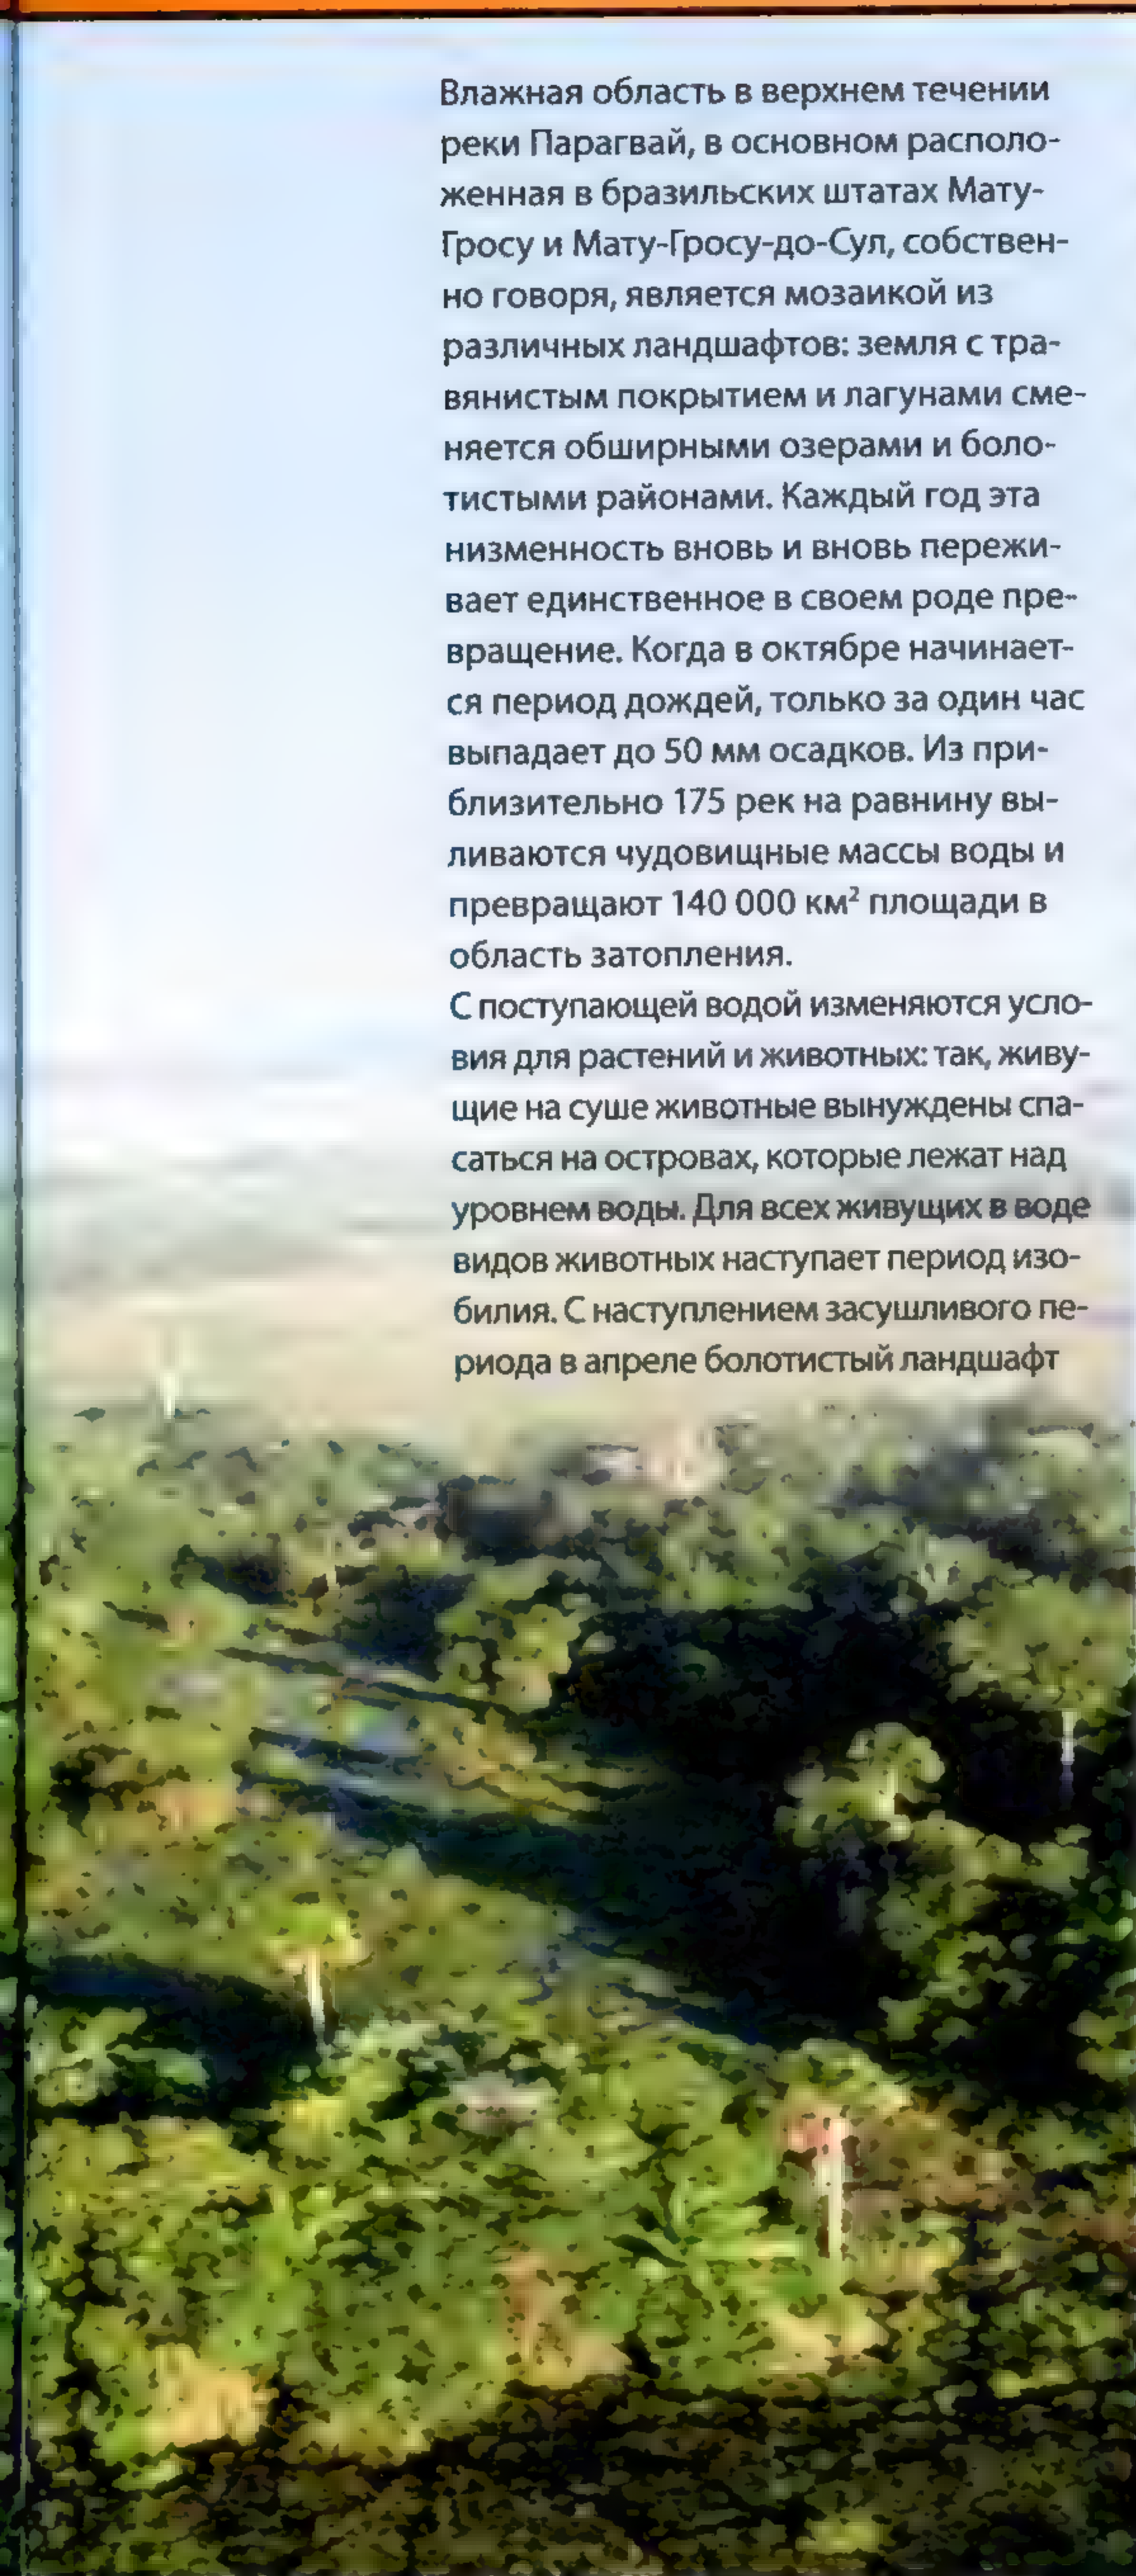 Влажная область в верхнем течении
реки Парагвай, в основном располо-
женная в бразильских штатах Мату-
Гросу и Мату-Гросу-до-Сул, собствен-
но говоря, является мозаикой из
различных ландшафтов: земля с тра-
вянистым покрытием и лагунами сме-
няется обширными озерами и боло-
тистыми районами. Каждый год эта
низменность вновь и вновь пережи-
вает единственное в своем роде пре-
вращение. Когда в октябре начинает-
ся период дождей, только за один час
выпадает до 50 мм осадков. Из при-
близительно 175 рек на равнину вы-
ливаются чудовищные массы воды и
превращают 140 000 км² площади в
область затопления.
С поступающей водой изменяются усло-
вия для растений и животных: так, живу-
щие на суше животные вынуждены спа-
саться на островах, которые лежат над
уровнем воды. Для всех живущих в воде
видов животных наступает период изо-
билия. С наступлением засушливого пе-
риода в апреле болотистый ландшафт